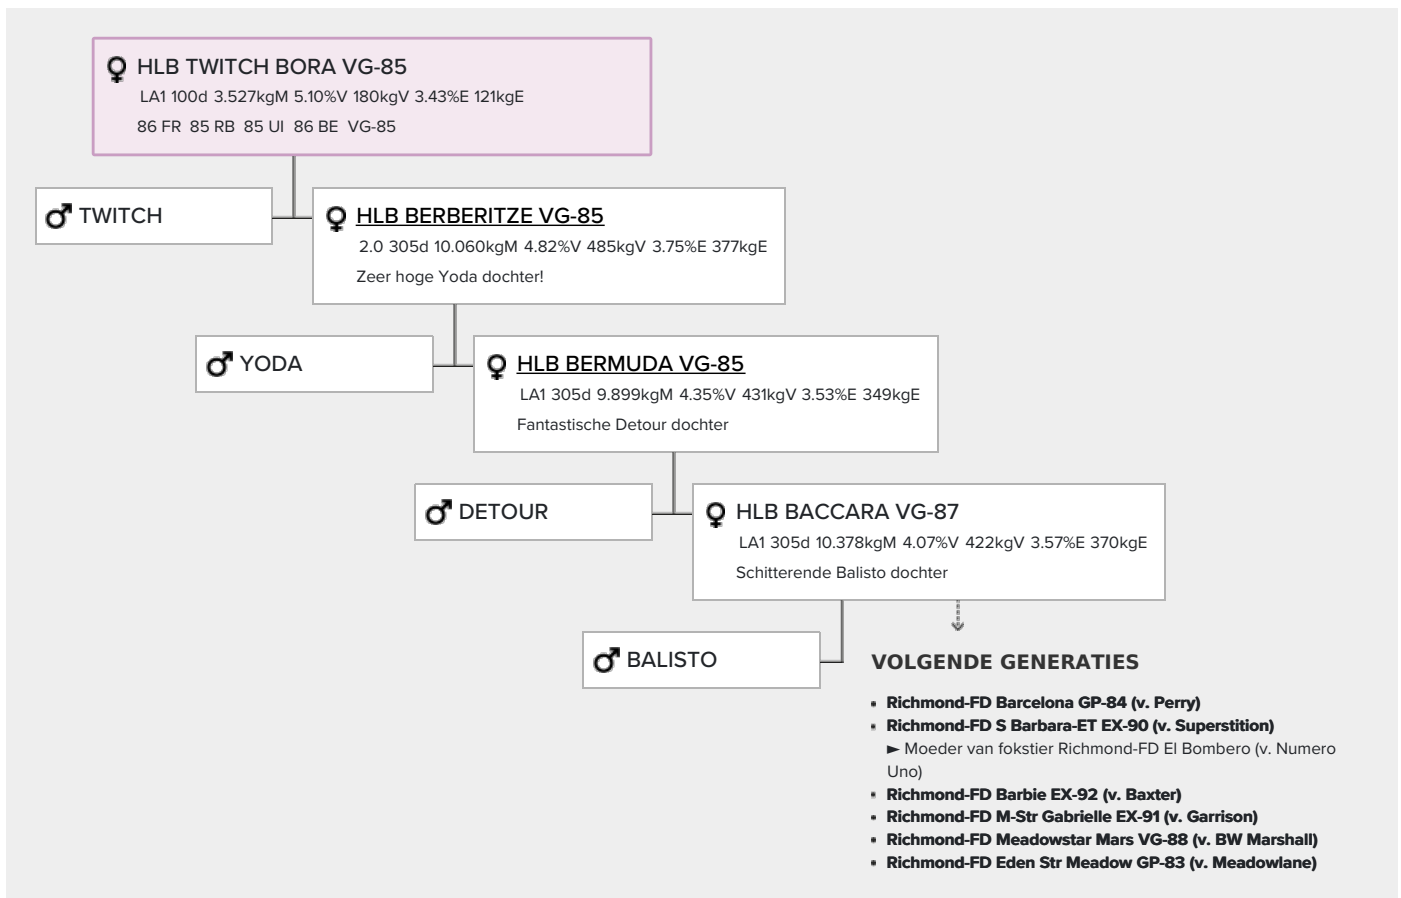 HLB TWITCH BORA VG-85
LA1 100d 3.527kgM 5.10%V 180kgV 3.43%E 121kgE
86 FR 85 RB 85 UI 86 BE VG-85
TWITCH
HLB BERBERITZE VG-85
2.0 305d 10.060kgM 4.82%V 485kgV 3.75%E 377kgE
Zeer hoge Yoda dochter!
YODA
HLB BERMUDA VG-85
LA1 305d 9.899kgM 4.35%V 431kgV 3.53%E 349kgE
Fantastische Detour dochter
DETOUR
HLB BACCARA VG-87
LA1 305d 10.378kgM 4.07%V 422kgV 3.57%E 370kgE
Schitterende Balisto dochter
BALISTO
VOLGENDE GENERATIES
Richmond-FD Barcelona GP-84 (v. Perry)
Richmond-FD S Barbara-ET EX-90 (v. Superstition)
► Moeder van fokstier Richmond-FD El Bombero (v. Numero
Uno)
Richmond-FD Barbie EX-92 (v. Baxter)
Richmond-FD M-Str Gabrielle EX-91 (v. Garrison)
Richmond-FD Meadowstar Mars VG-88 (v. BW Marshall)
Richmond-FD Eden Str Meadow GP-83 (v. Meadowlane)